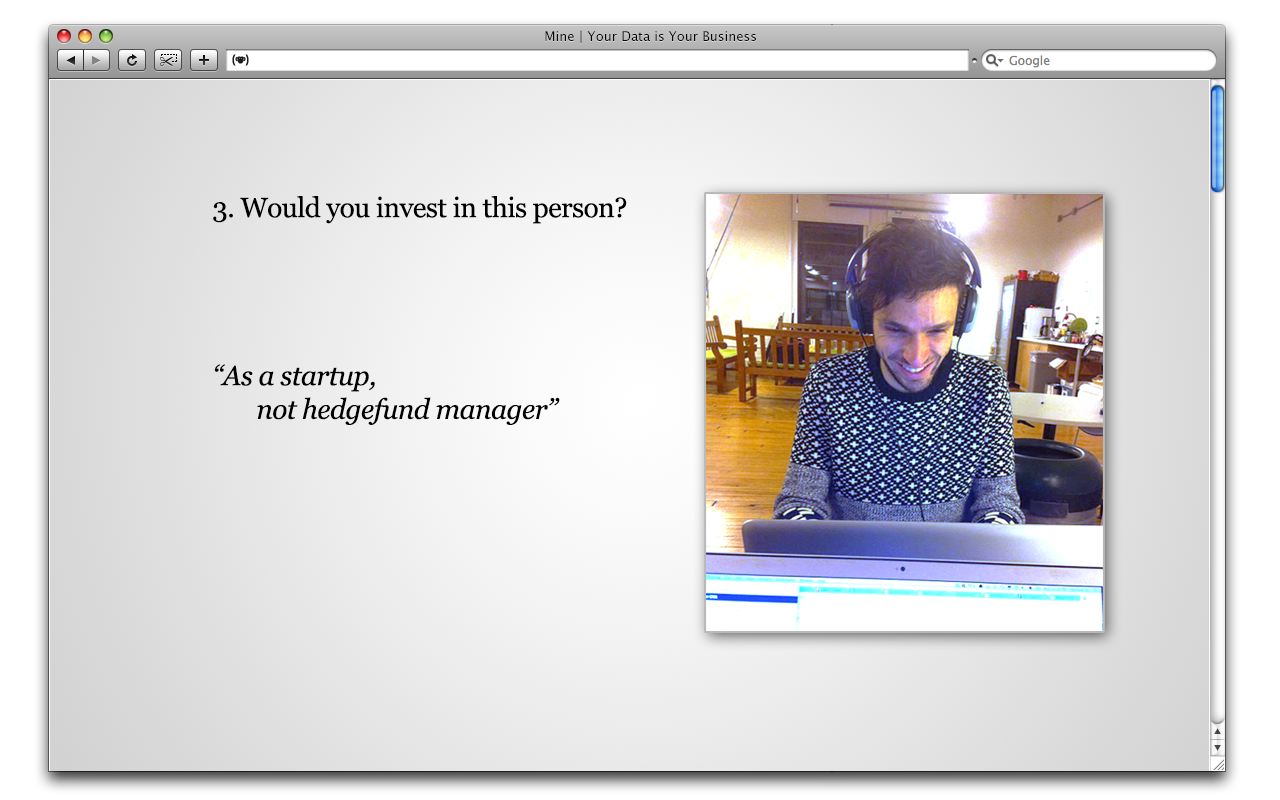 Mine | Your Data is Your Business
Google
3. Would you invest in this person?
“As a startup,
not hedgefund manager”